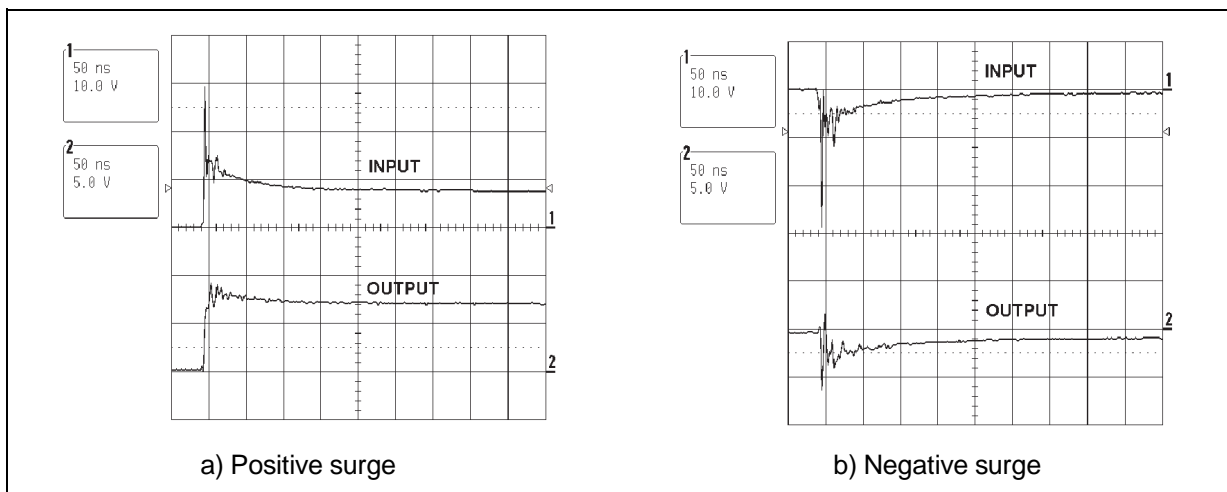 1
50 ns
10.0 V
2
50 ns
5.0 V
INPUT
1
OUTPUT
2
a) Positive surge
1
50 ns
10.0 V
2
50 ns
5.0 V
INPUT
1
OUTPUT
2
b) Negative surge